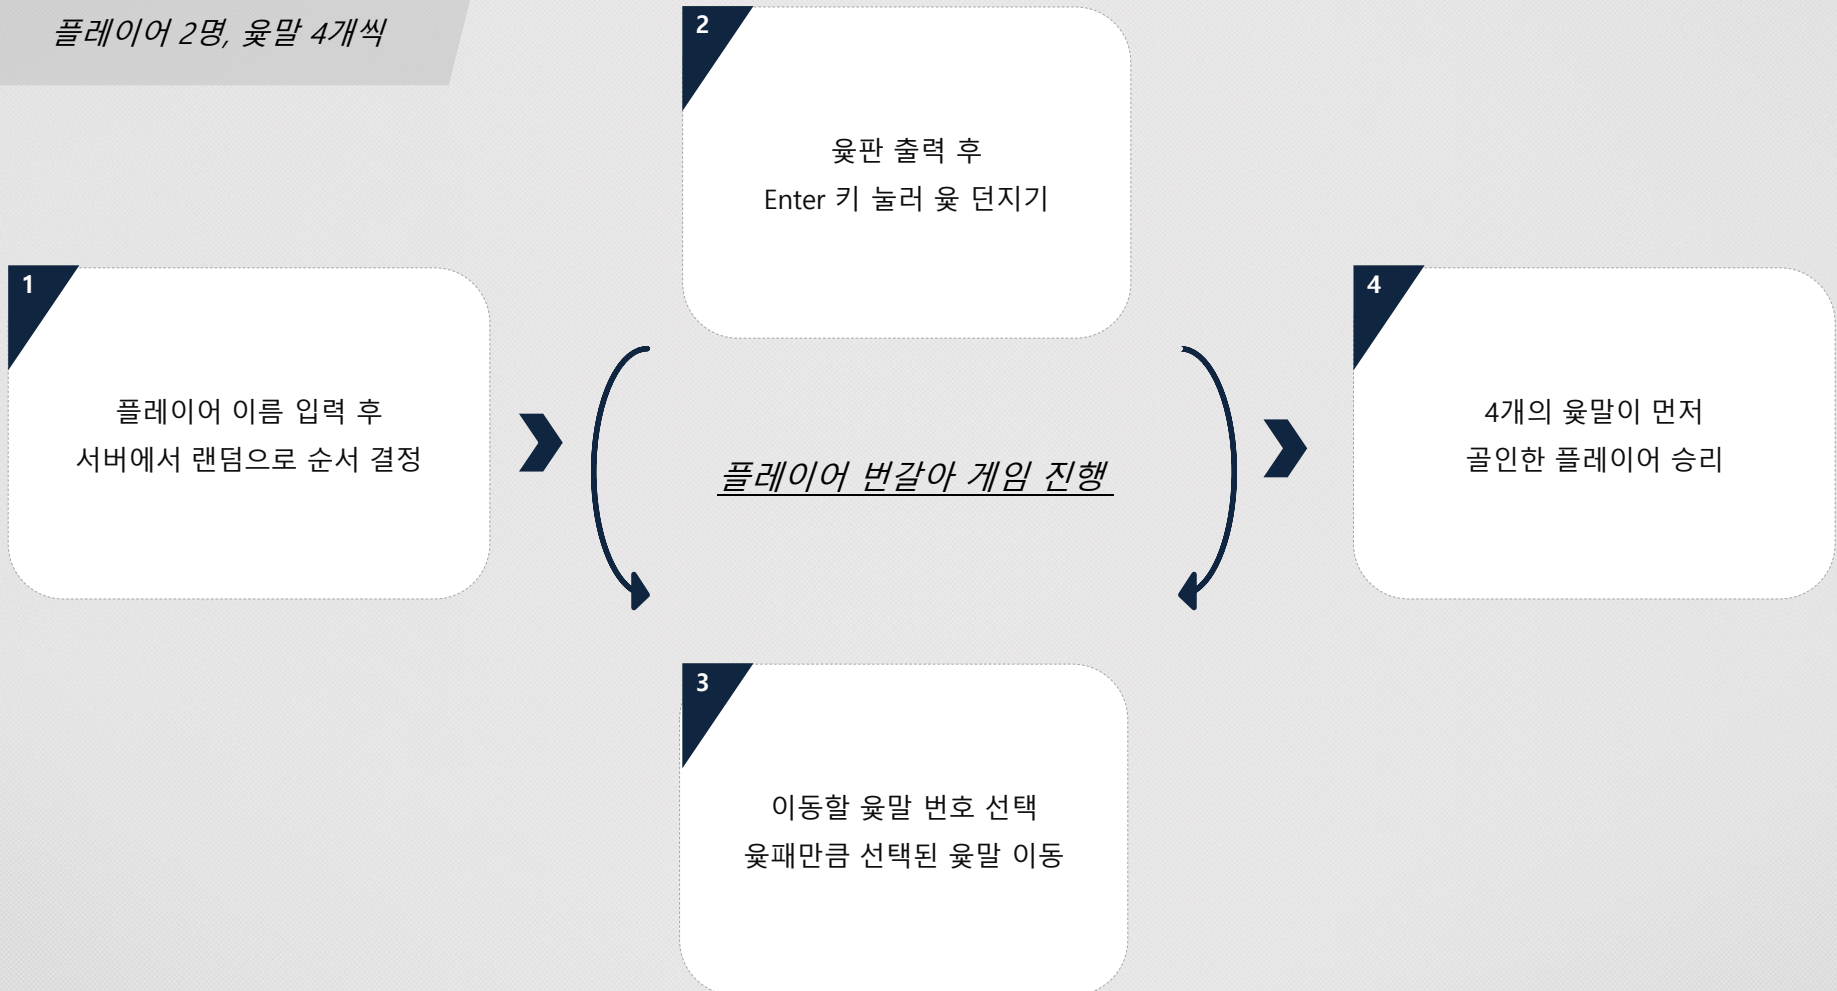 플레이어 2명, 윷말 4개씩
1
플레이어 이름 입력 후
서버에서 랜덤으로 순서 결정
2
윷판 출력 후
Enter 키 눌러 윷 던지기
플레이어 번갈아 게임 진행
3
이동할 윷말 번호 선택
윷패만큼 선택된 윷말 이동
4
4개의 윷말이 먼저
골인한 플레이어 승리